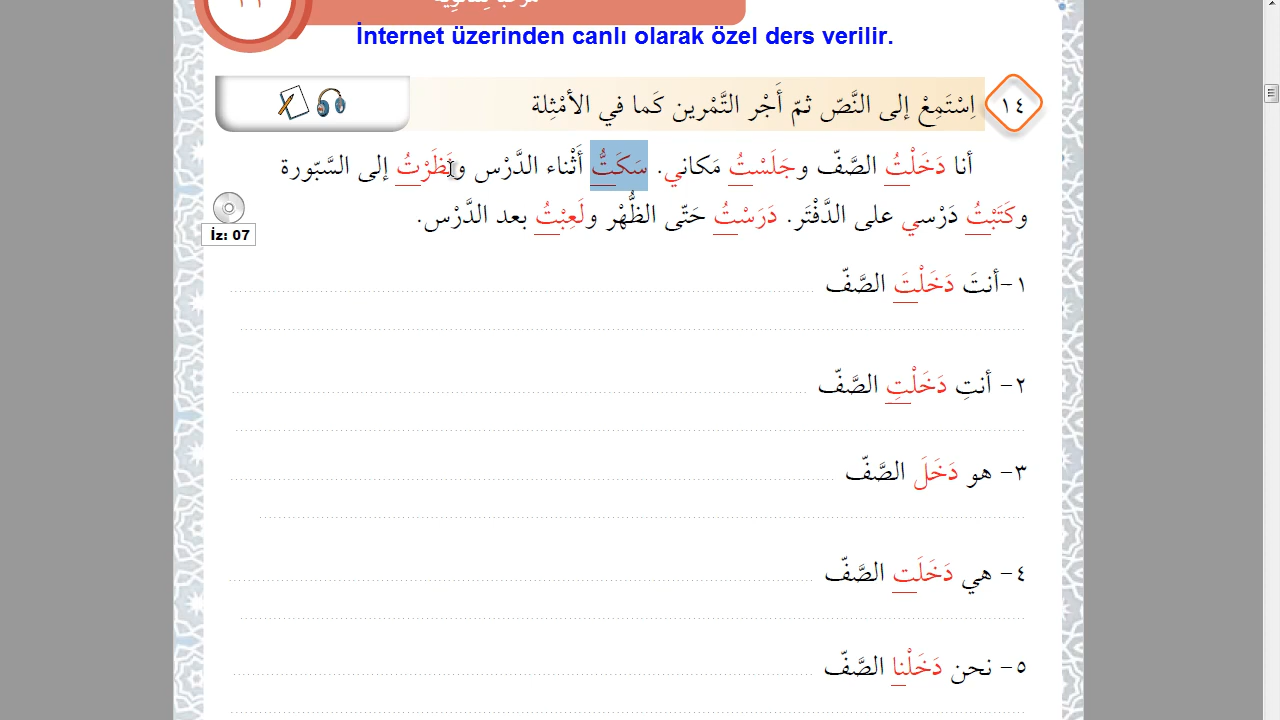 İnternet üzerinden canlı olarak özel ders verilir.
١٤ اِسْتَمِعْ إلى النَّصّ ثمّ أَجْر التَّمْرين كَما في الأمْثِلة
أنا دَخَلْتُ الصَّفّ وجَلَسْتُ مَكاني. سَكَتُّ أَثْناء الدَّرْس ونَظَرْتُ إلى السَّبّورة
وكَتَبْتُ دَرْسي على الدَّفْتَر. دَرَسْتُ حَتّى الظُّهْر ولَعِبْتُ بعد الدَّرْس.
İz: 07
١-أنتَ دَخَلْتَ الصَّفّ
٢- أنتِ دَخَلْتِ الصَّفّ
٣- هو دَخَلَ الصَّفّ
٤- هي دَخَلَت الصَّفّ
٥- نحن دَخَلْنا الصَّفّ